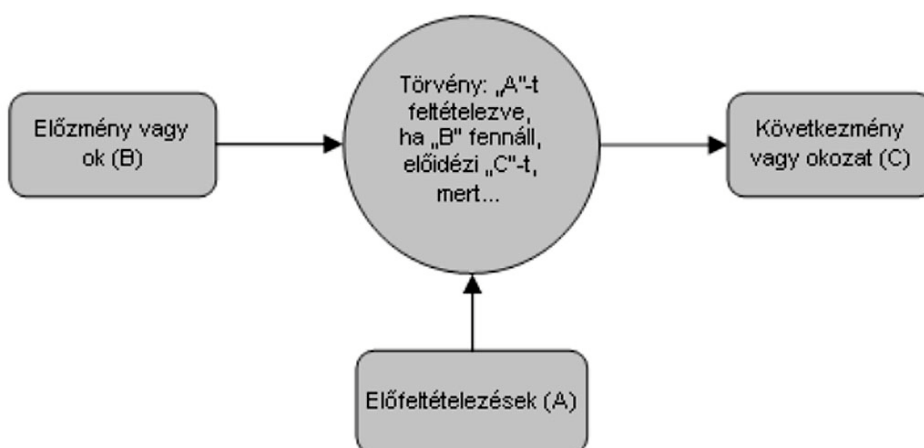 Előzmény vagy
ok (B)
Törvény: „A"-t
feltételezve,
ha „B" fennáll,
előidézi „C"-t,
mert...
Következmény
vagy okozat (C)
Előfeltételezések (A)